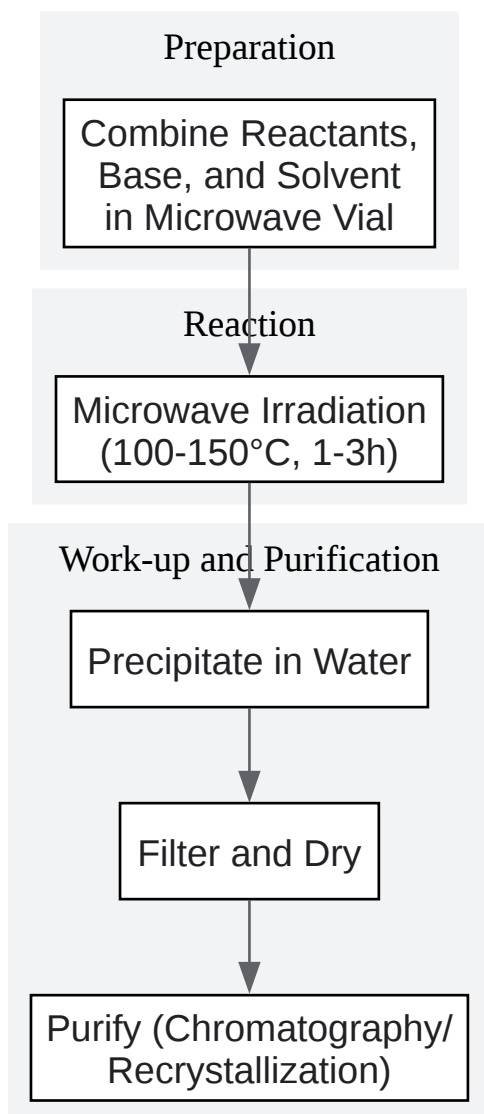 Preparation
Combine Reactants,
Base, and Solvent
in Microwave Vial
Reaction
Microwave Irradiation
(100-150°C, 1-3h)
Work-up and Purification
Precipitate in Water
Filter and Dry
Purify (Chromatography/
Recrystallization)